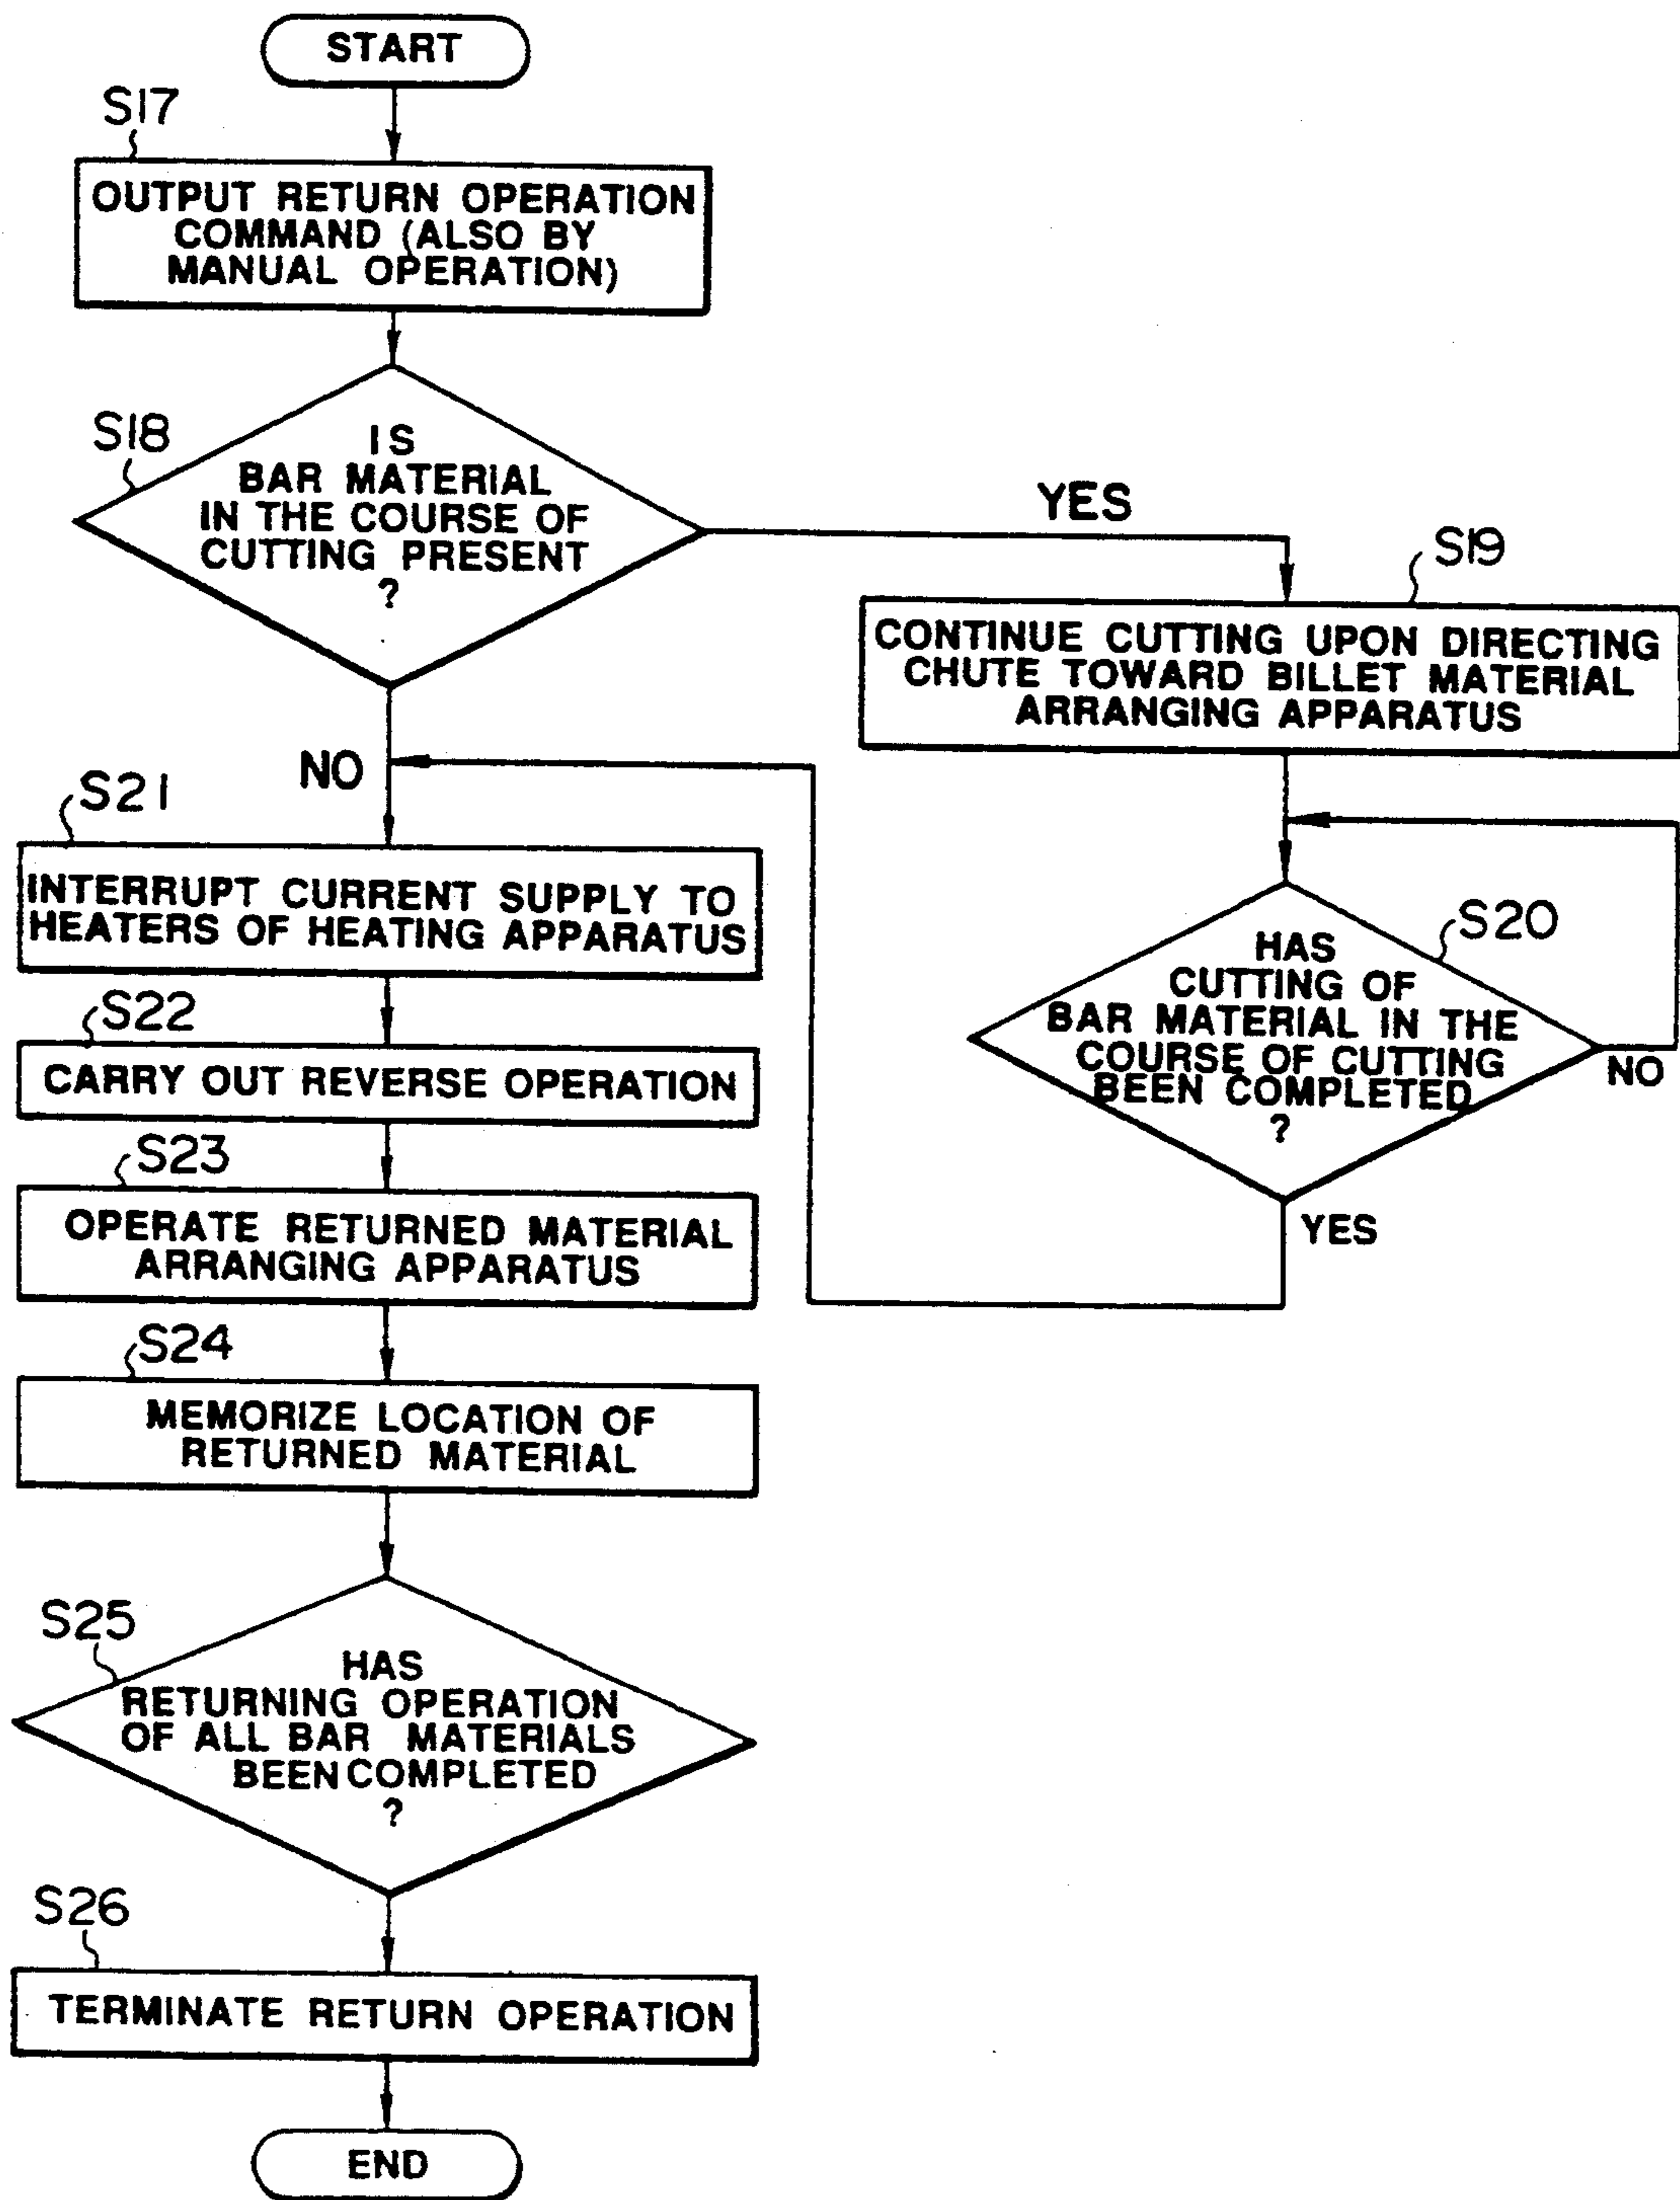 START
S17
OUTPUT RETURN OPERATION
COMMAND (ALSO BY
MANUAL OPERATION)
S18
IS
BAR MATERIAL
IN THE COURSE OF
CUTTING PRESENT
?
YES
S19
CONTINUE CUTTING UPON DIRECTING
CHUTE TOWARD BILLET MATERIAL
ARRANGING APPARATUS
NO
S20
HAS
CUTTING OF
BAR MATERIAL IN THE
COURSE OF CUTTING
BEEN COMPLETED
?
NO
YES
S21
INTERRUPT CURRENT SUPPLY TO
HEATERS OF HEATING APPARATUS
S22
CARRY OUT REVERSE OPERATION
S23
OPERATE RETURNED MATERIAL
ARRANGING APPARATUS
S24
MEMORIZE LOCATION OF
RETURNED MATERIAL
S25
HAS
RETURNING OPERATION
OF ALL BAR MATERIALS
BEEN COMPLETED
?
S26
TERMINATE RETURN OPERATION
END